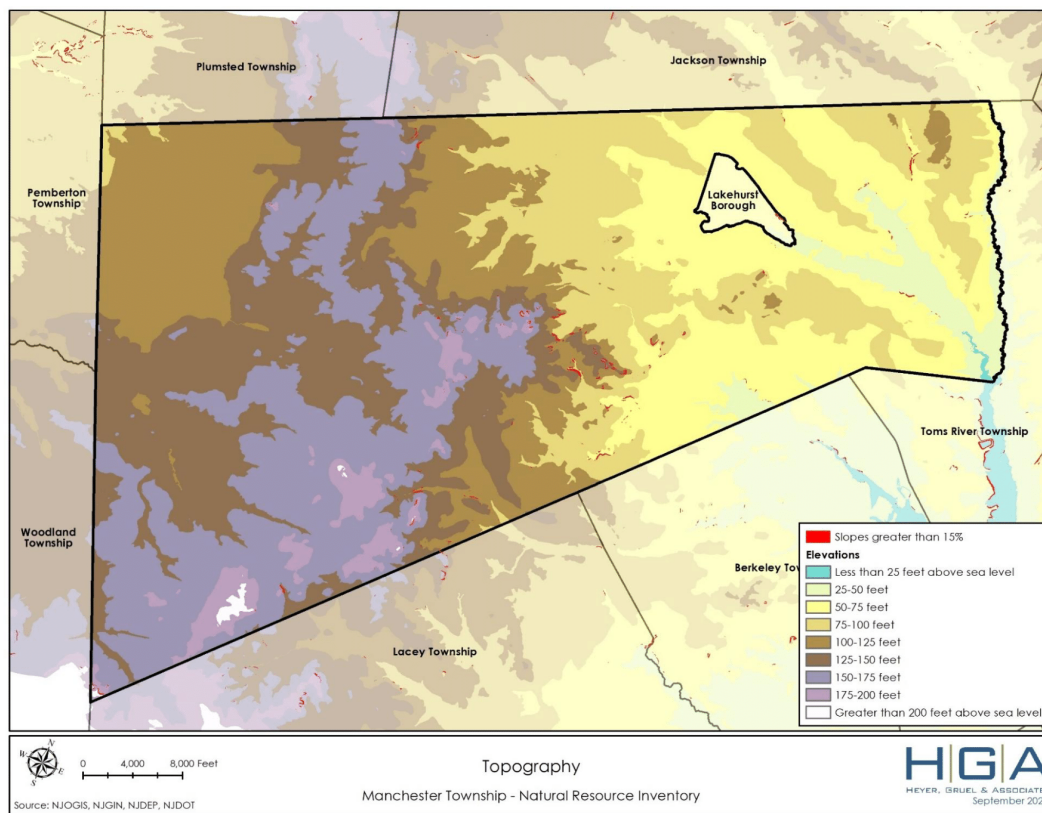 Plumsted Township
Jackson Township
Pemberton
Township
Lakehurst
Borough
Toms River Township
Woodland
Township
Lacey Township
Slopes greater than 15%
Elevations
Less than 25 feet above sea level
25-50 feet
50-75 feet
75-100 feet
100-125 feet
125-150 feet
150-175 feet
175-200 feet
Greater than 200 feet above sea level
Berkeley
N
W
E
S
0 4,000 8,000 Feet
Source: NJOGIS, NJGIN, NJDEP, NJDOT
Topography
Manchester Township - Natural Resource Inventory
H|G|A
HEYER, GRUEL & ASSOCIATE
September 202